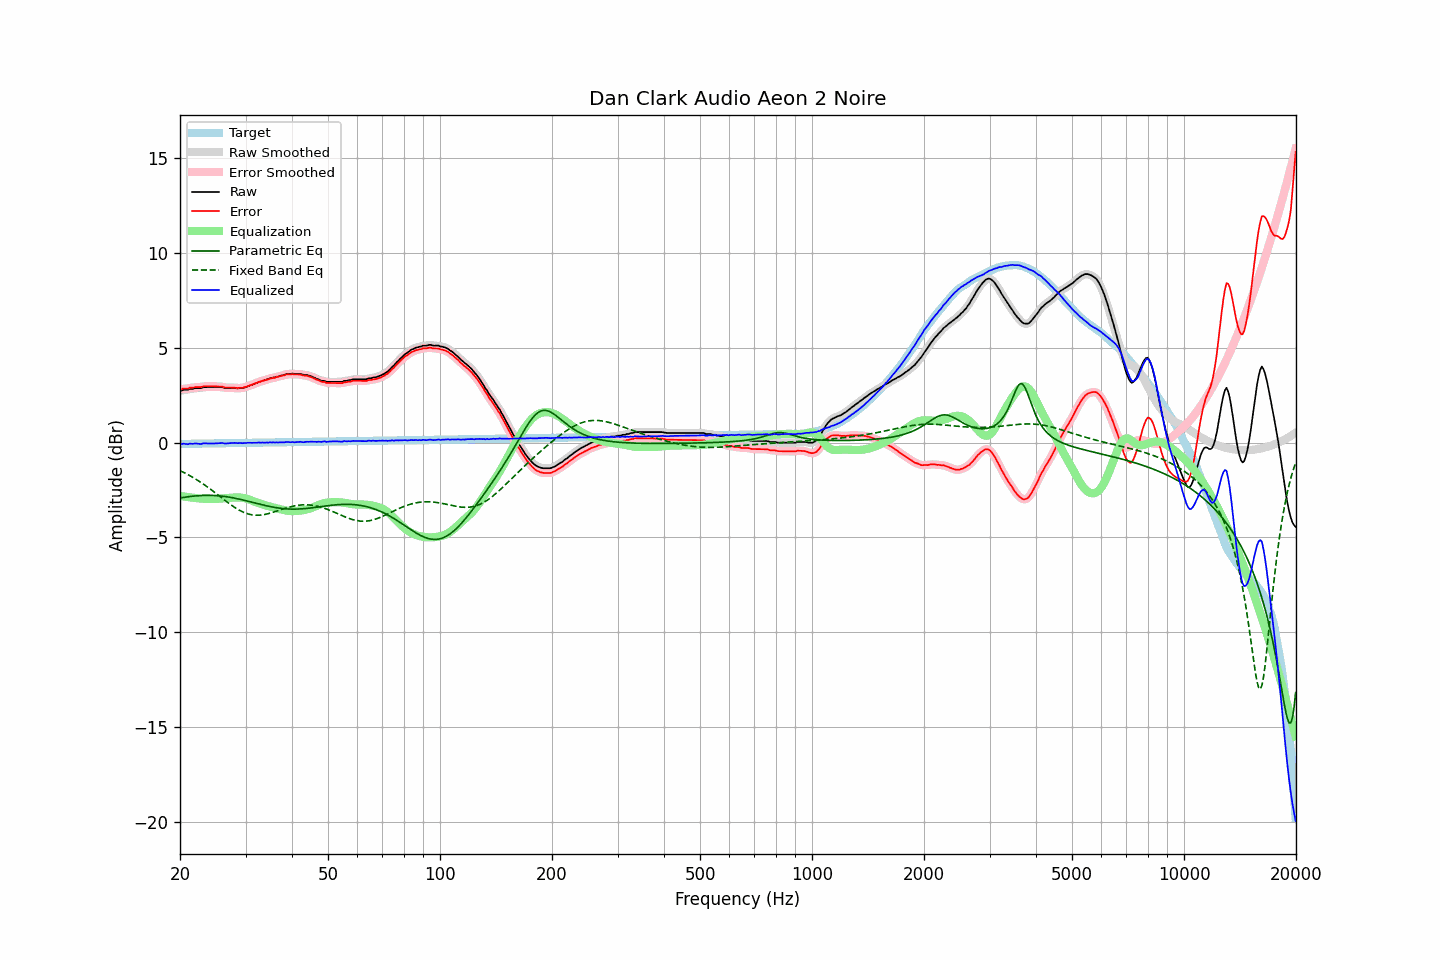 Dan Clark Audio Aeon 2 Noire
Target
Raw Smoothed
Error Smoothed
Raw
Error
Equalization
Parametric Eq
Fixed Band Eq
Equalized
Amplitude (dBr)
15
10
5
0
−5
−10
−15
−20
20
50
100
200
500
1000
2000
5000
10000
20000
Frequency (Hz)